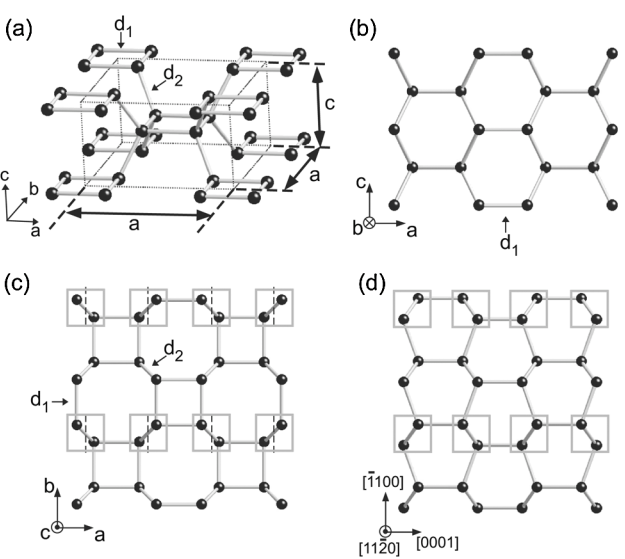 (a)
d1
d2
c
a
a
c
b
a
(b)
c
b
a
d1
(c)
d2
d1
b
c
a
(d)
[1̄100]
[112̄0]
[0001]